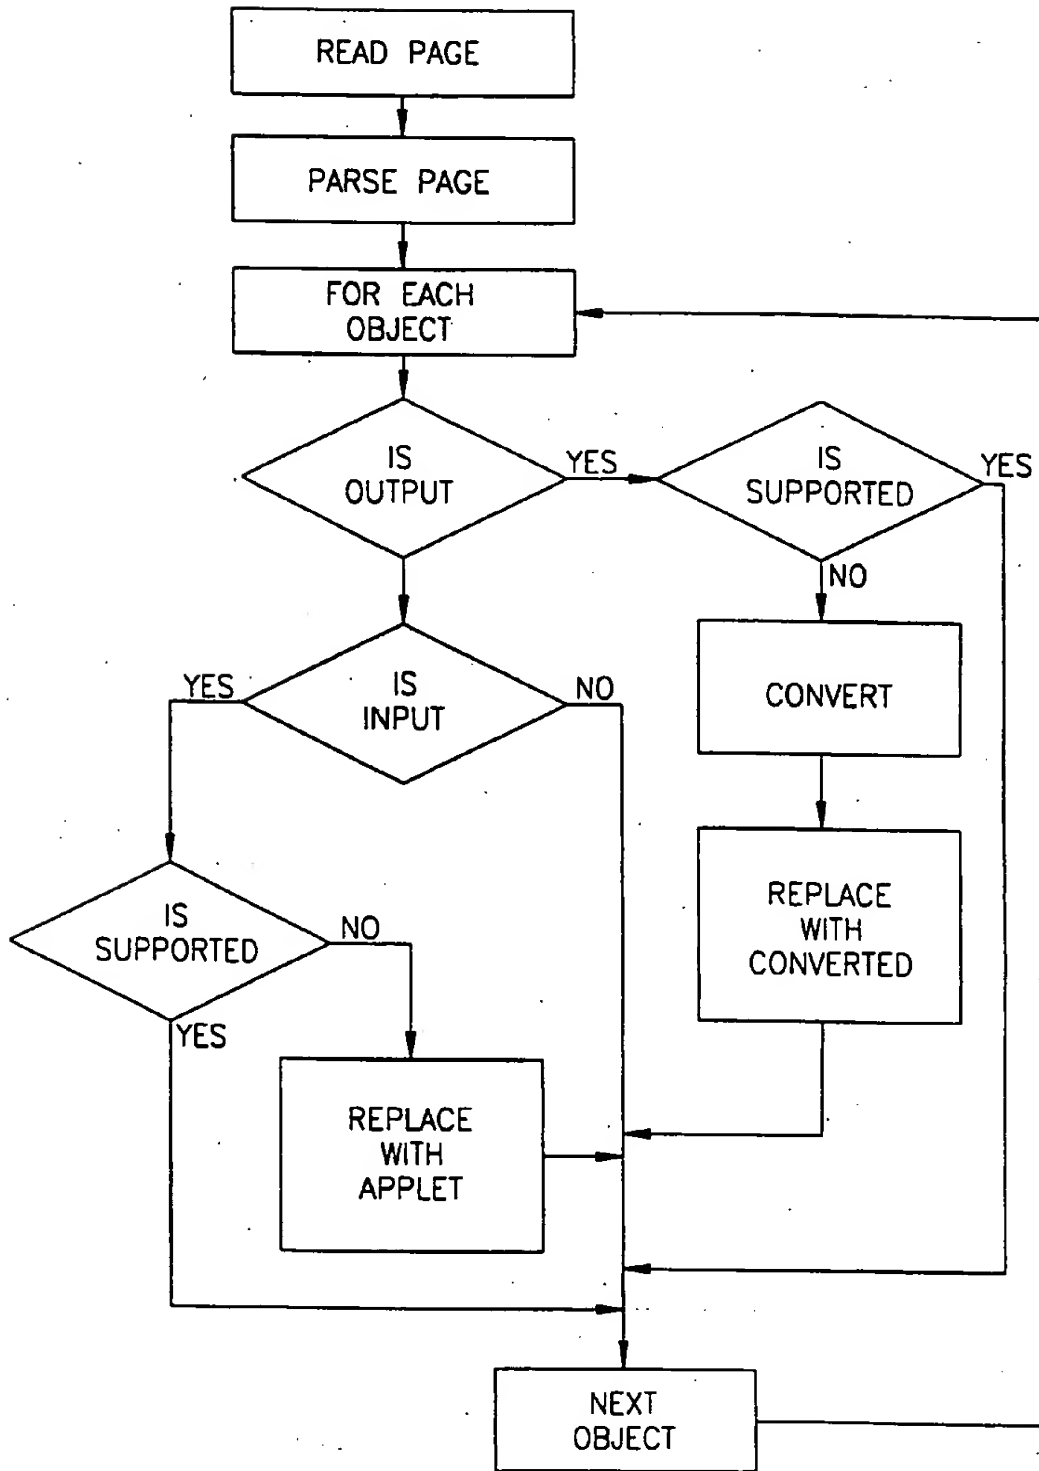 READ PAGE
PARSE PAGE
FOR EACH
OBJECT
IS
OUTPUT
YES
IS
SUPPORTED
YES
NO
CONVERT
REPLACE
WITH
CONVERTED
IS
INPUT
YES
NO
IS
SUPPORTED
NO
YES
REPLACE
WITH
APPLET
NEXT
OBJECT